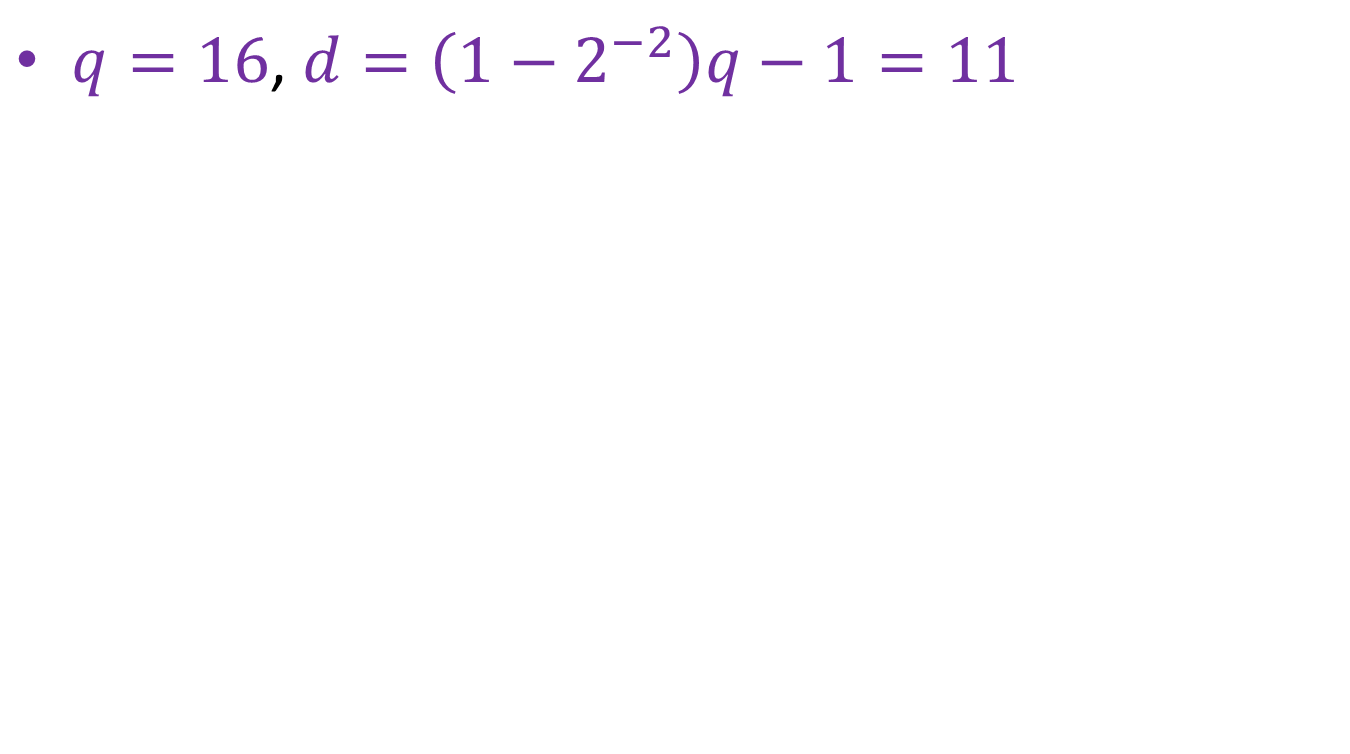 • q = 16, d = (1 − 2⁻²)q − 1 = 11